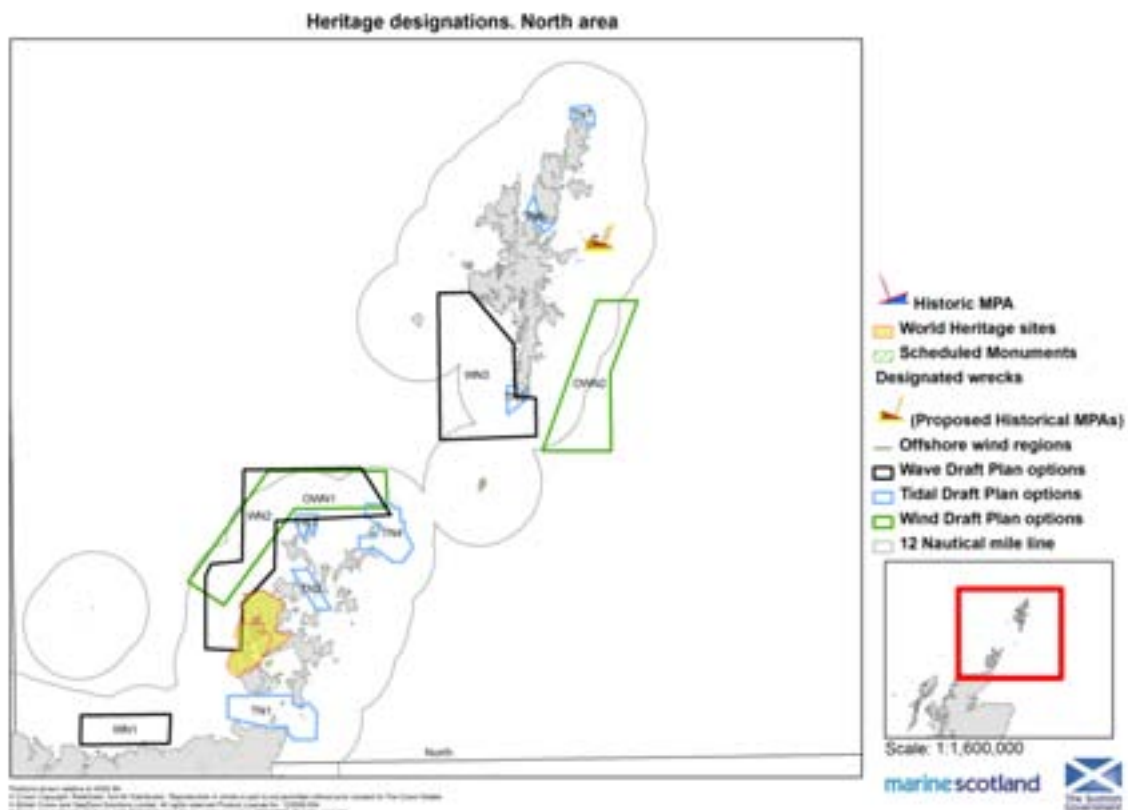 Heritage designations. North area
WN3
OWN2
OWN1
WN2
TN4
TN1
WN1
North
Historic MPA
World Heritage sites
Scheduled Monuments
Designated wrecks
(Proposed Historical MPAs)
Offshore wind regions
Wave Draft Plan options
Tidal Draft Plan options
Wind Draft Plan options
12 Nautical mile line
Scale: 1:1,600,000
marinescotland